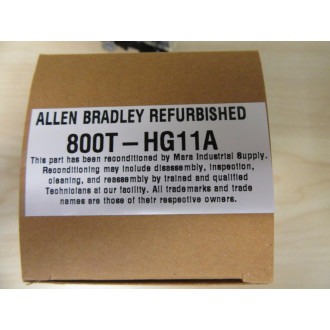 ALLEN BRADLEY REFURBISHED
800T-HG11A
This part has been reconditioned by Mara Industrial Supply.
Reconditioning may include disassembly, inspection,
cleaning, and reassembly by trained and qualified
Technicians at our facility. All trademarks and trade
names are those of their respective owners.